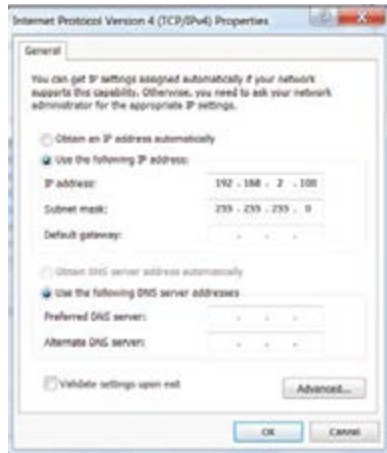 Internet Protocol Version 4 (TCP/IPv4) Properties
General
You can get IP settings assigned automatically if your network
supports this capability. Otherwise, you need to ask your network
administrator for the appropriate IP settings.
Obtain an IP address automatically
Use the following IP address:
IP address: 192 . 168 . 2 . 100
Subnet mask: 255 . 255 . 255 . 0
Default gateway: . . .
Obtain DNS server address automatically
Use the following DNS server addresses
Preferred DNS server: . . .
Alternate DNS server: . . .
Validate settings upon exit
Advanced...
OK Cancel